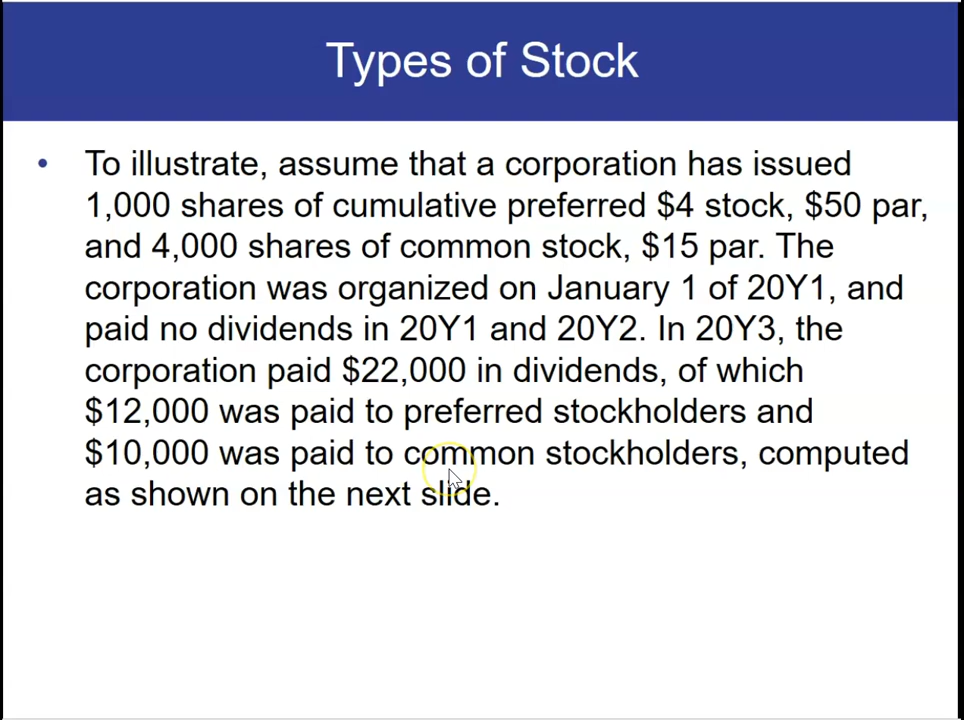 Types of Stock
• To illustrate, assume that a corporation has issued
1,000 shares of cumulative preferred $4 stock, $50 par,
and 4,000 shares of common stock, $15 par. The
corporation was organized on January 1 of 20Y1, and
paid no dividends in 20Y1 and 20Y2. In 20Y3, the
corporation paid $22,000 in dividends, of which
$12,000 was paid to preferred stockholders and
$10,000 was paid to common stockholders, computed
as shown on the next slide.